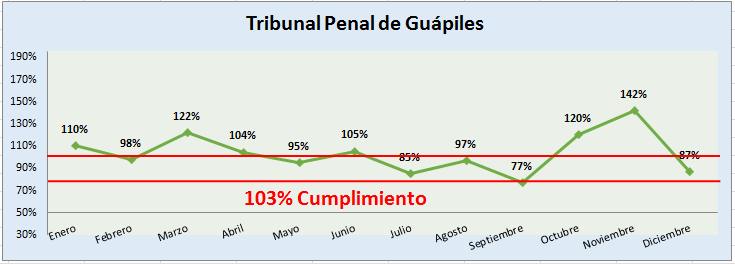 Tribunal Penal de Guápiles
190%
170%
150%
130%
110%
90%
70%
50%
30%
110%
98%
122%
104%
95%
105%
85%
97%
77%
120%
142%
87%
103% Cumplimiento
Enero
Febrero
Marzo
Abril
Mayo
Junio
Julio
Agosto
Septiembre
Octubre
Noviembre
Diciembre